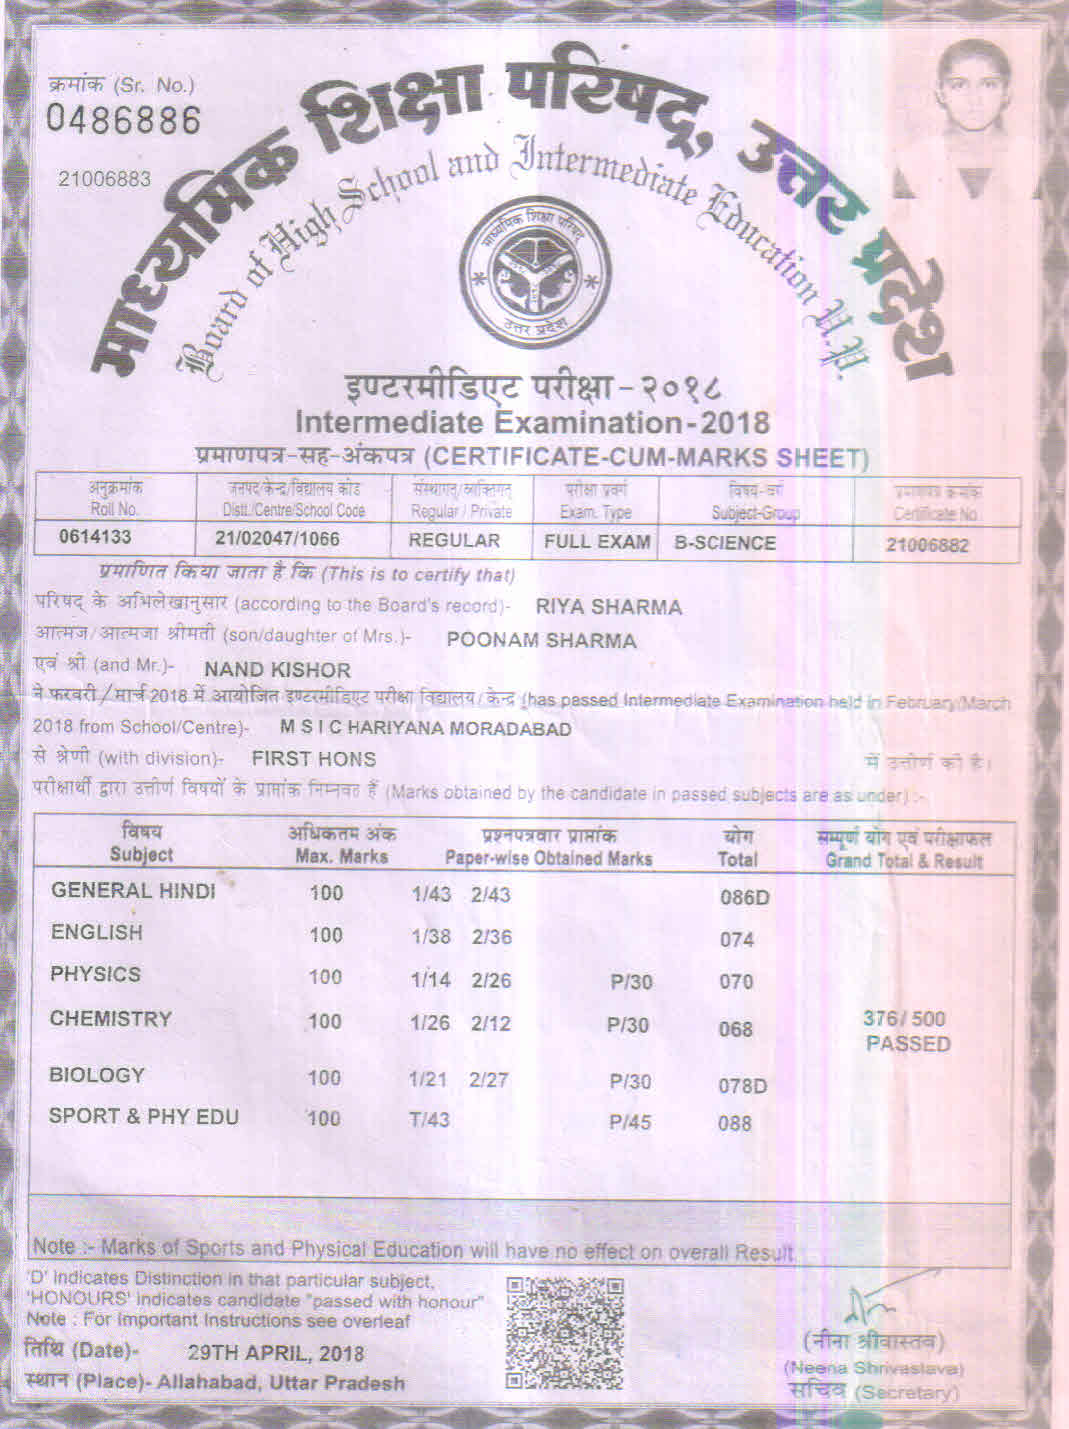 क्रमांक (Sr. No.)
0486886
21006883
माध्यमिक शिक्षा परिषद्, उत्तर प्रदेश
Board of High School and Intermediate Education U.P.
माध्यमिक शिक्षा परिषद
उत्तर प्रदेश
इण्टरमीडिएट परीक्षा-२०१८
Intermediate Examination-2018
प्रमाणपत्र-सह-अंकपत्र (CERTIFICATE-CUM-MARKS SHEET)
अनुक्रमांक जनपद/केन्द्र/विद्यालय कोड संस्थागत/व्यक्तिगत परीक्षा प्रवर्ग विषय-वर्ग प्रमाणपत्र क्रमांक
Roll No. Distt./Centre/School Code Regular / Private Exam. Type Subject-Group Certificate No.
0614133 21/02047/1066 REGULAR FULL EXAM B-SCIENCE 21006882
प्रमाणित किया जाता है कि (This is to certify that)
परिषद् के अभिलेखानुसार (according to the Board's record)- RIYA SHARMA
आत्मज/आत्मजा श्रीमती (son/daughter of Mrs.)- POONAM SHARMA
एवं श्री (and Mr.)- NAND KISHOR
ने फरवरी/मार्च 2018 में आयोजित इण्टरमीडिएट परीक्षा विद्यालय/केन्द्र (has passed Intermediate Examination held in February/March
2018 from School/Centre)- M S I C HARIYANA MORADABAD
से श्रेणी (with division)- FIRST HONS में उत्तीर्ण की है।
परीक्षार्थी द्वारा उत्तीर्ण विषयों के प्राप्तांक निम्नवत हैं (Marks obtained by the candidate in passed subjects are as under) :-
विषय अधिकतम अंक प्रश्नपत्रवार प्राप्तांक योग सम्पूर्ण योग एवं परीक्षाफल
Subject Max. Marks Paper-wise Obtained Marks Total Grand Total & Result
GENERAL HINDI 100 1/43 2/43 086D
ENGLISH 100 1/38 2/36 074
PHYSICS 100 1/14 2/26 P/30 070
CHEMISTRY 100 1/26 2/12 P/30 068 376/ 500
PASSED
BIOLOGY 100 1/21 2/27 P/30 078D
SPORT & PHY EDU 100 T/43 P/45 088
Note :- Marks of Sports and Physical Education will have no effect on overall Result
'D' Indicates Distinction in that particular subject,
'HONOURS' indicates candidate "passed with honour"
Note : For Important Instructions see overleaf
तिथि (Date)- 29TH APRIL, 2018
स्थान (Place)- Allahabad, Uttar Pradesh
(नीना श्रीवास्तव)
(Neena Shrivastava)
सचिव (Secretary)